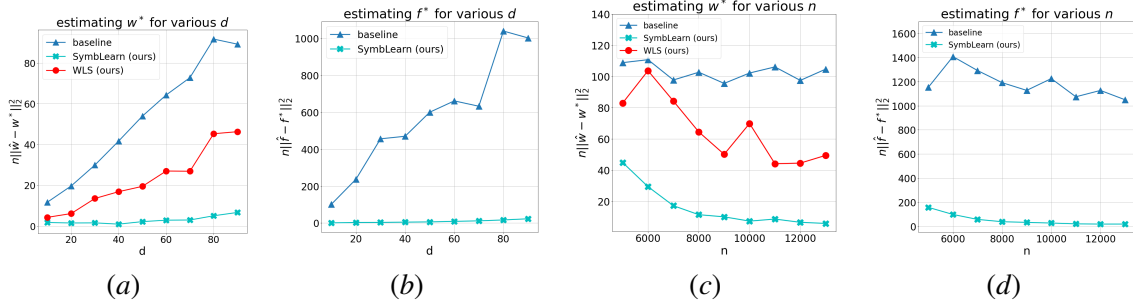 estimating w* for various d
n||ŵ − w*||₂²
80
60
40
20
0
baseline
SymbLearn (ours)
WLS (ours)
20
40
60
80
d
(a)
estimating f* for various d
n||f̂ − f*||₂²
1000
800
600
400
200
0
baseline
SymbLearn (ours)
20
40
60
80
d
(b)
estimating w* for various n
n||ŵ − w*||₂²
140
120
100
80
60
40
20
baseline
SymbLearn (ours)
WLS (ours)
6000
8000
10000
12000
n
(c)
estimating f* for various n
n||f̂ − f*||₂²
1600
1400
1200
1000
800
600
400
200
0
baseline
SymbLearn (ours)
6000
8000
10000
12000
n
(d)